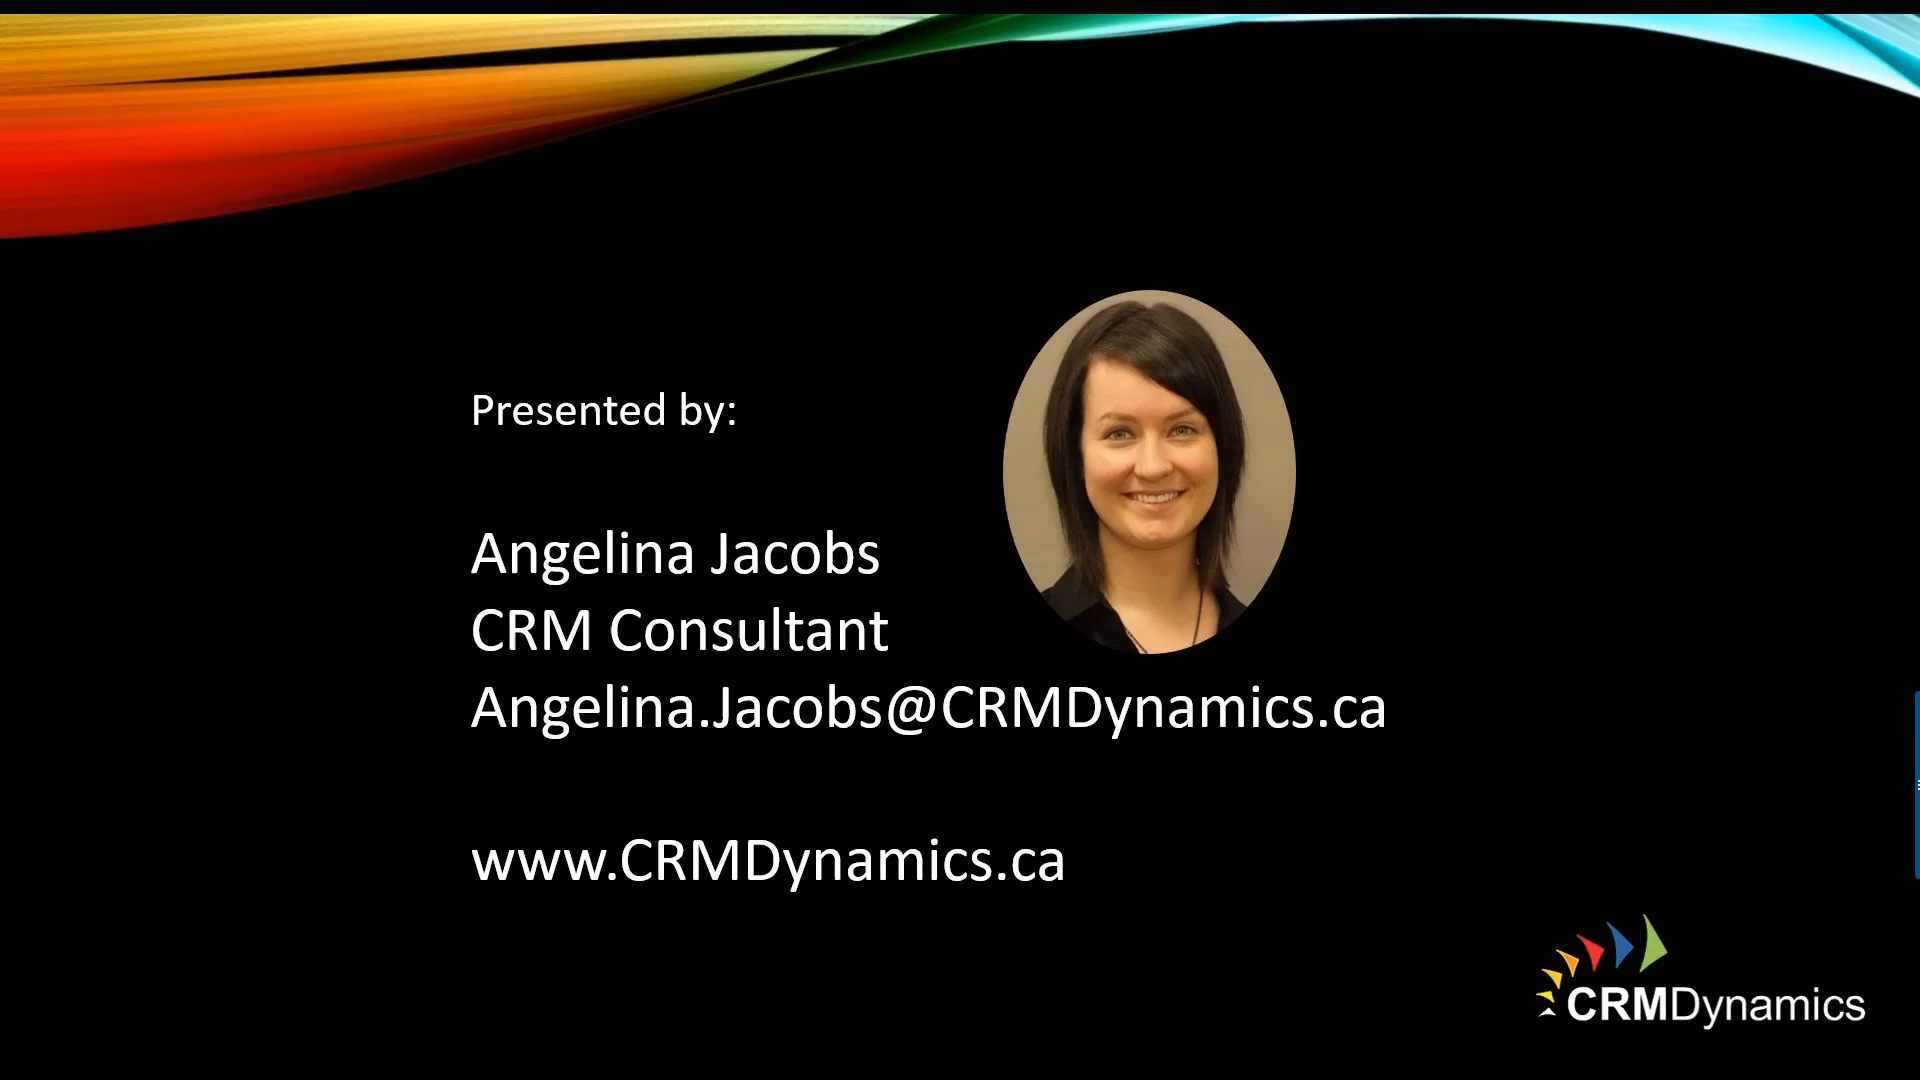 Presented by:
Angelina Jacobs
CRM Consultant
Angelina.Jacobs@CRMDynamics.ca
www.CRMDynamics.ca
CRMDynamics